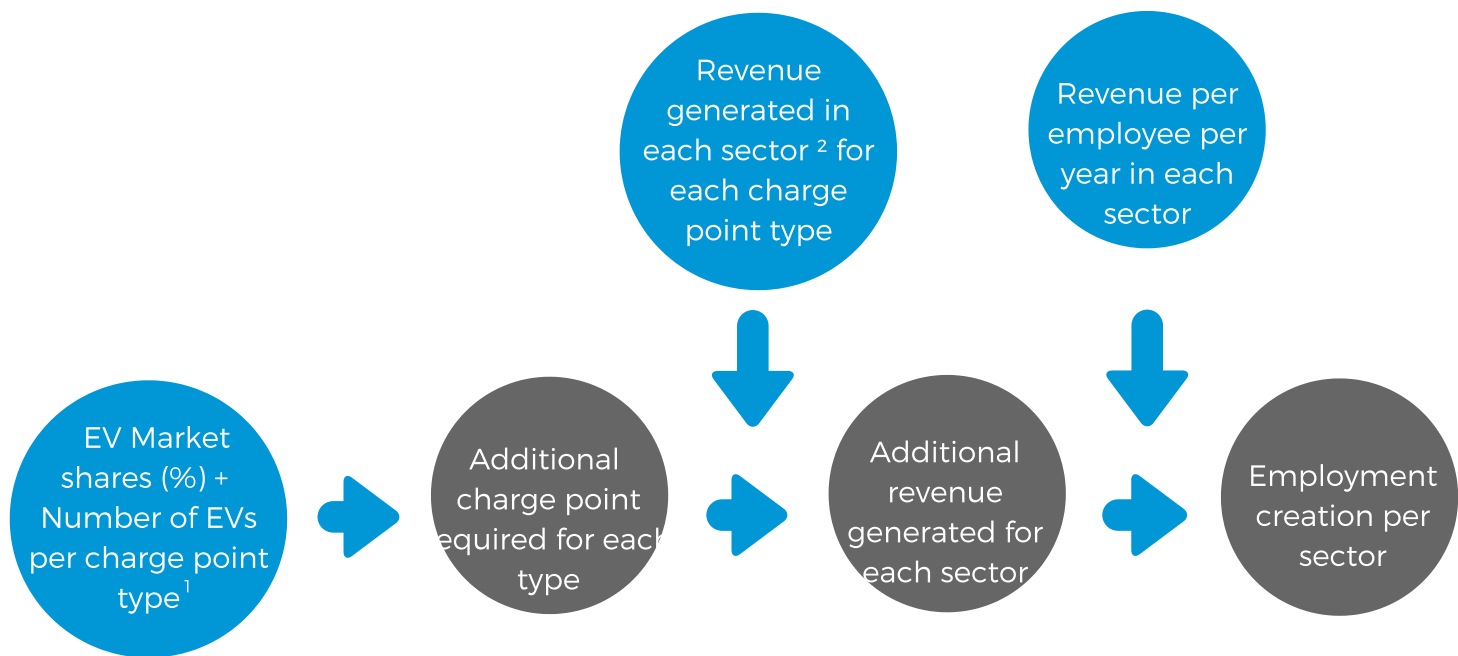 Revenue
generated in
each sector ² for
each charge
point type
Revenue per
employee per
year in each
sector
EV Market
shares (%) +
Number of EVs
per charge point
type¹
Additional
charge point
equired for each
type
Additional
revenue
generated for
each sector
Employment
creation per
sector